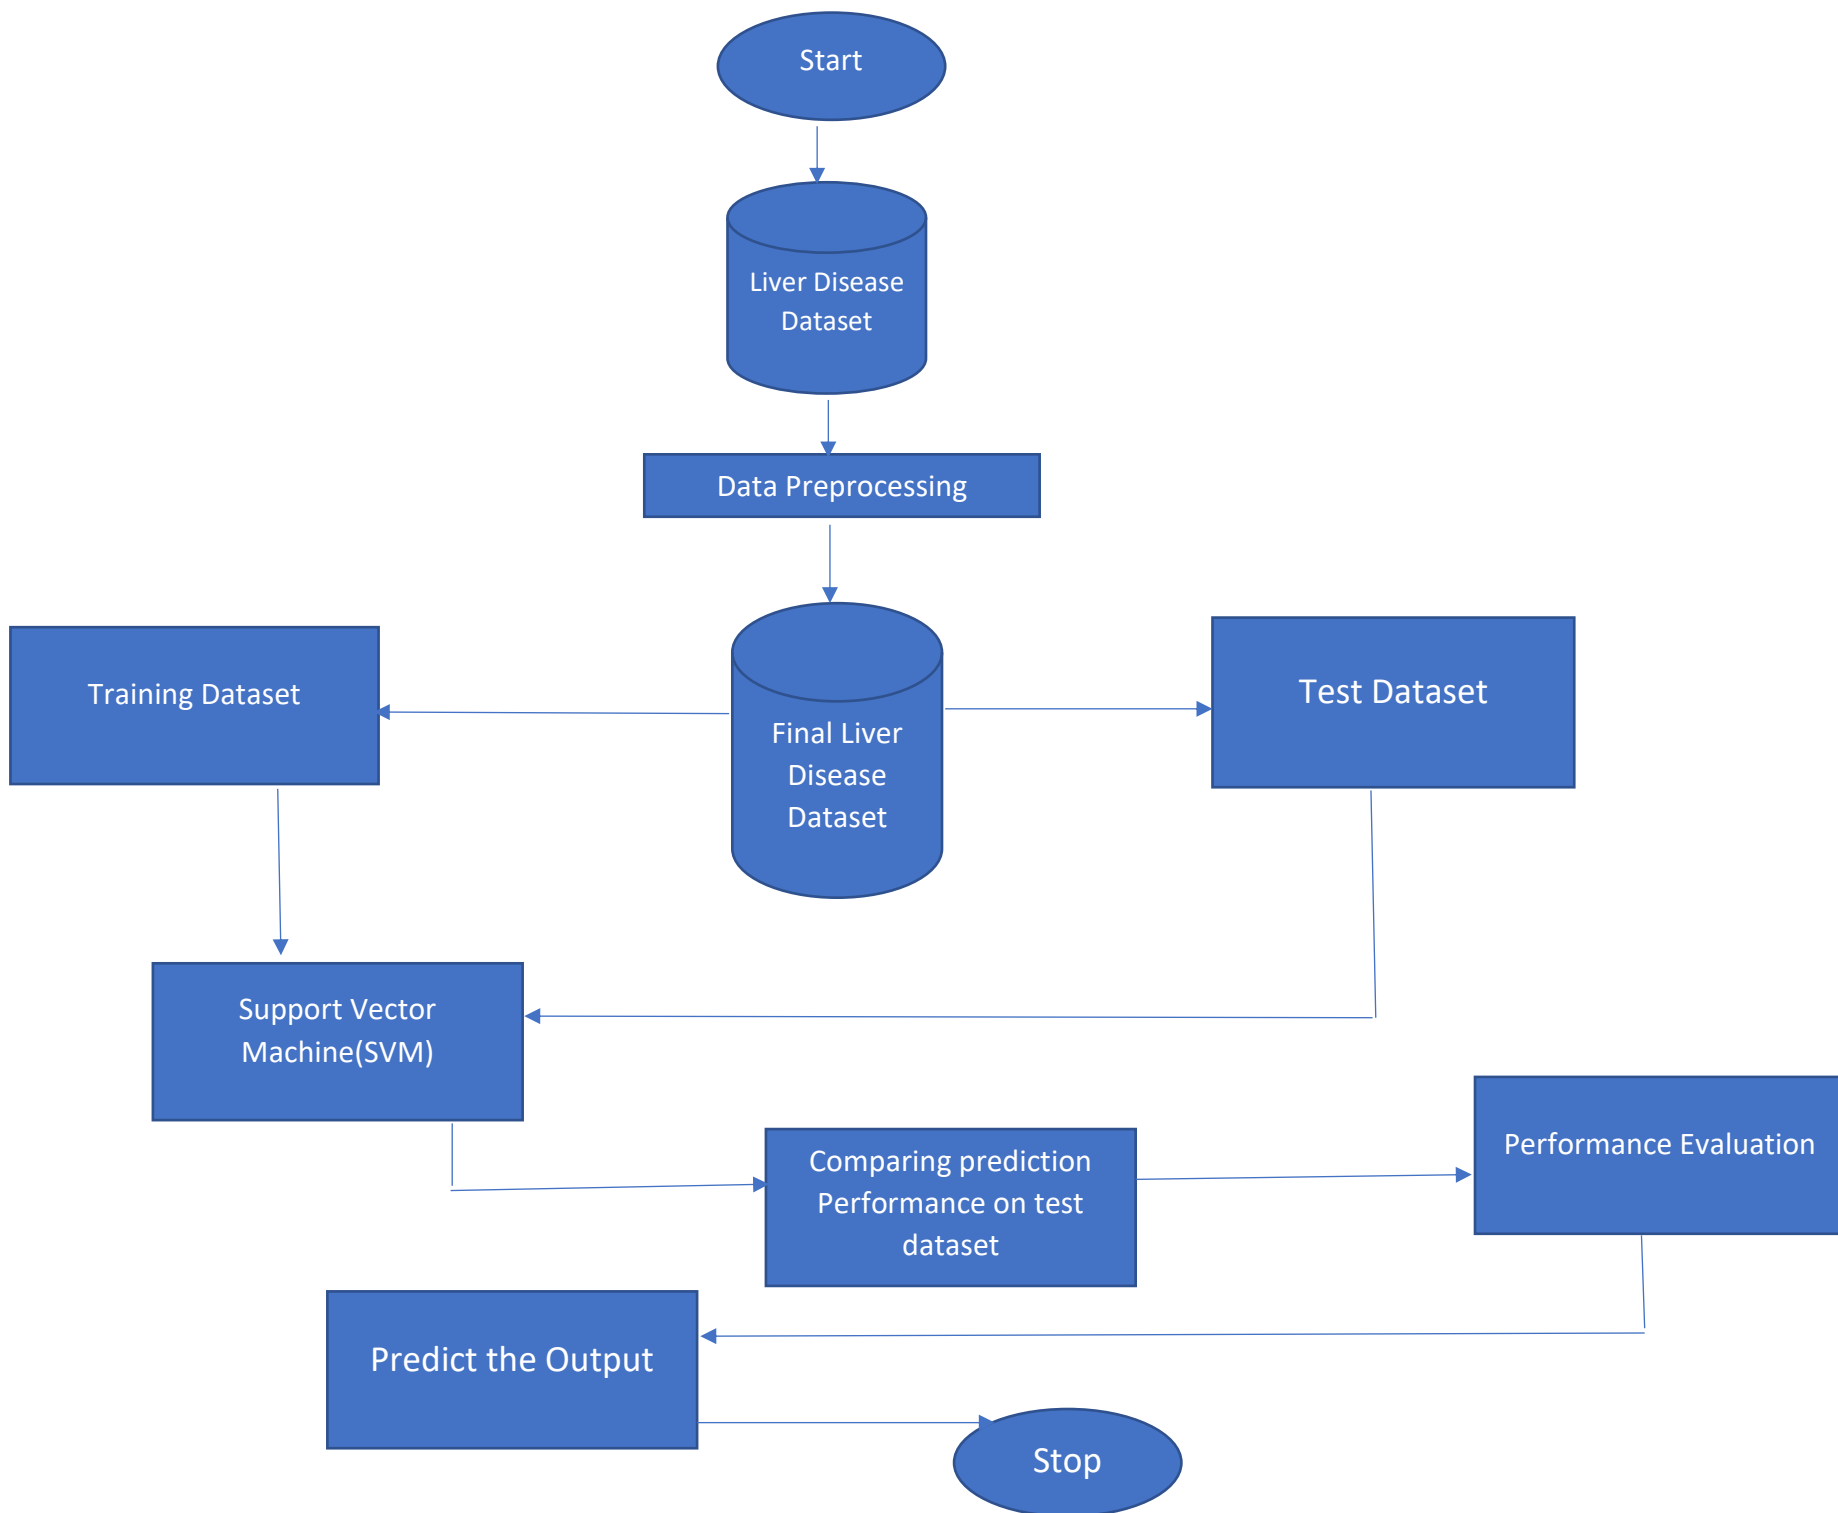 Start
Liver Disease
Dataset
Data Preprocessing
Training Dataset
Final Liver
Disease
Dataset
Test Dataset
Support Vector
Machine(SVM)
Comparing prediction
Performance on test
dataset
Performance Evaluation
Predict the Output
Stop